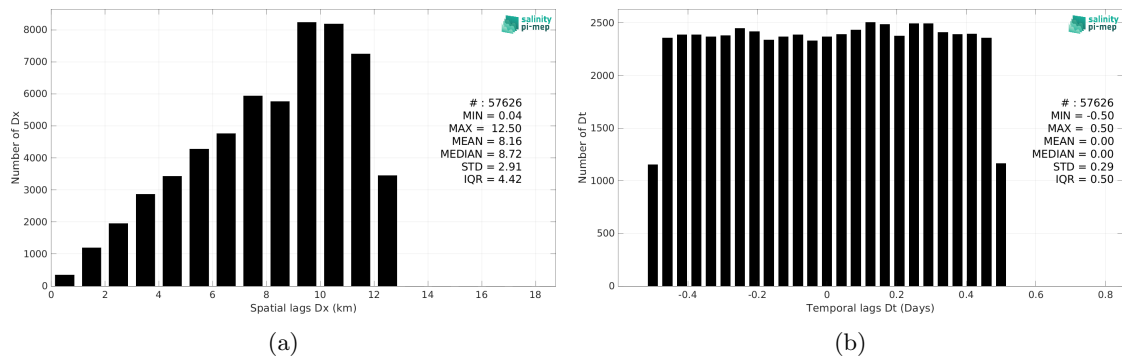 8000
7000
6000
5000
4000
3000
2000
1000
0
Number of Dx
0 2 4 6 8 10 12 14 16 18
Spatial lags Dx (km)
salinity
pi-mep
# : 57626
MIN = 0.04
MAX = 12.50
MEAN = 8.16
MEDIAN = 8.72
STD = 2.91
IQR = 4.42
(a)
2500
2000
1500
1000
500
0
Number of Dt
-0.4 -0.2 0 0.2 0.4 0.6 0.8
Temporal lags Dt (Days)
salinity
pi-mep
# : 57626
MIN = -0.50
MAX = 0.50
MEAN = 0.00
MEDIAN = 0.00
STD = 0.29
IQR = 0.50
(b)